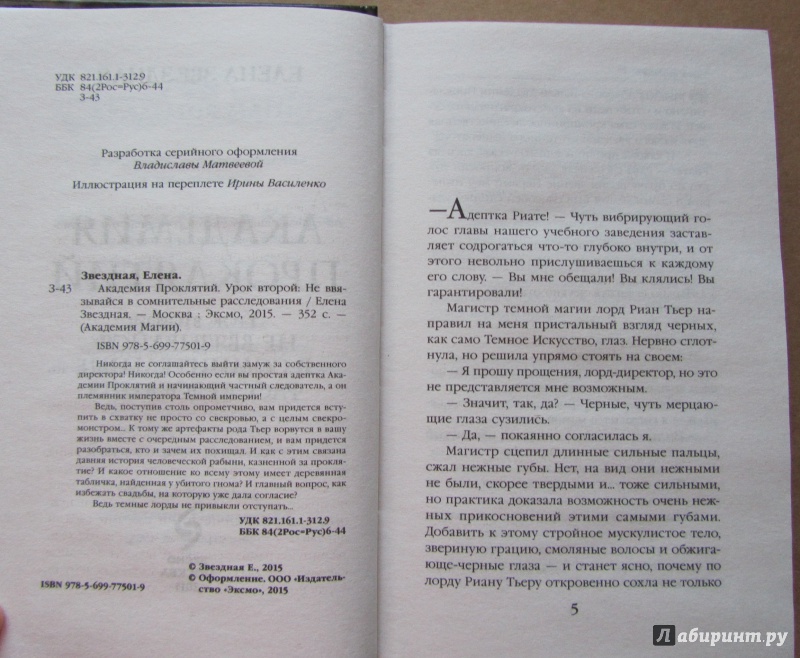 УДК 821.161.1-312.9
ББК 84(2Рос=Рус)6-44
З-43
Разработка серийного оформления
Владиславы Матвеевой
Иллюстрация на переплете Ирины Василенко
Звездная, Елена.
З-43 Академия Проклятий. Урок второй: Не ввя-
зывайся в сомнительные расследования / Елена
Звездная. — Москва : Эксмо, 2015. — 352 с. —
(Академия Магии).
ISBN 978-5-699-77501-9
Никогда не соглашайтесь выйти замуж за собственного
директора! Никогда! Особенно если вы простая адептка Ака-
демии Проклятий и начинающий частный следователь, а он
племянник императора Темной империи!
Ведь, поступив столь опрометчиво, вам придется всту-
пить в схватку не просто со свекровью, а с целым свекро-
монстром... К тому же артефакты рода Тьер ворвутся в вашу
жизнь вместе с очередным расследованием, и вам придется
разобраться, кто и зачем их похищал. И как с этим связана
давняя история человеческой рабыни, казненной за прокля-
тие? И какое отношение ко всему этому имеет деревянная
табличка, найденная у убитого гнома? И главный вопрос, как
избежать свадьбы, на которую уже дала согласие?
Ведь темные лорды не привыкли отступать...
УДК 821.161.1-312.9
ББК 84(2Рос=Рус)6-44
© Звездная Е., 2015
© Оформление. ООО «Издатель-
ство «Эксмо», 2015
ISBN 978-5-699-77501-9
—Адептка Риате! — Чуть вибрирующий го-
лос главы нашего учебного заведения застав-
ляет содрогаться что-то глубоко внутри, и от
этого невольно прислушиваешься к каждому
его слову. — Вы мне обещали! Вы клялись! Вы
гарантировали!
Магистр темной магии лорд Риан Тьер на-
правил на меня пристальный взгляд черных,
как само Темное Искусство, глаз. Нервно сглот-
нула, но решила упрямо стоять на своем:
— Я прошу прощения, лорд-директор, но это
не представляется мне возможным.
— Значит, так, да? — Черные, чуть мерцаю-
щие глаза сузились.
— Да, — покаянно согласилась я.
Магистр сцепил длинные сильные пальцы,
сжал нежные губы. Нет, на вид они нежными
не были, скорее твердыми и... тоже сильными,
но практика доказала возможность очень неж-
ных прикосновений этими самыми губами.
Добавить к этому стройное мускулистое тело,
звериную грацию, смоляные волосы и обжига-
юще-черные глаза — и станет ясно, почему по
лорду Риану Тьеру откровенно сохла не только
5
Лабиринт.ру